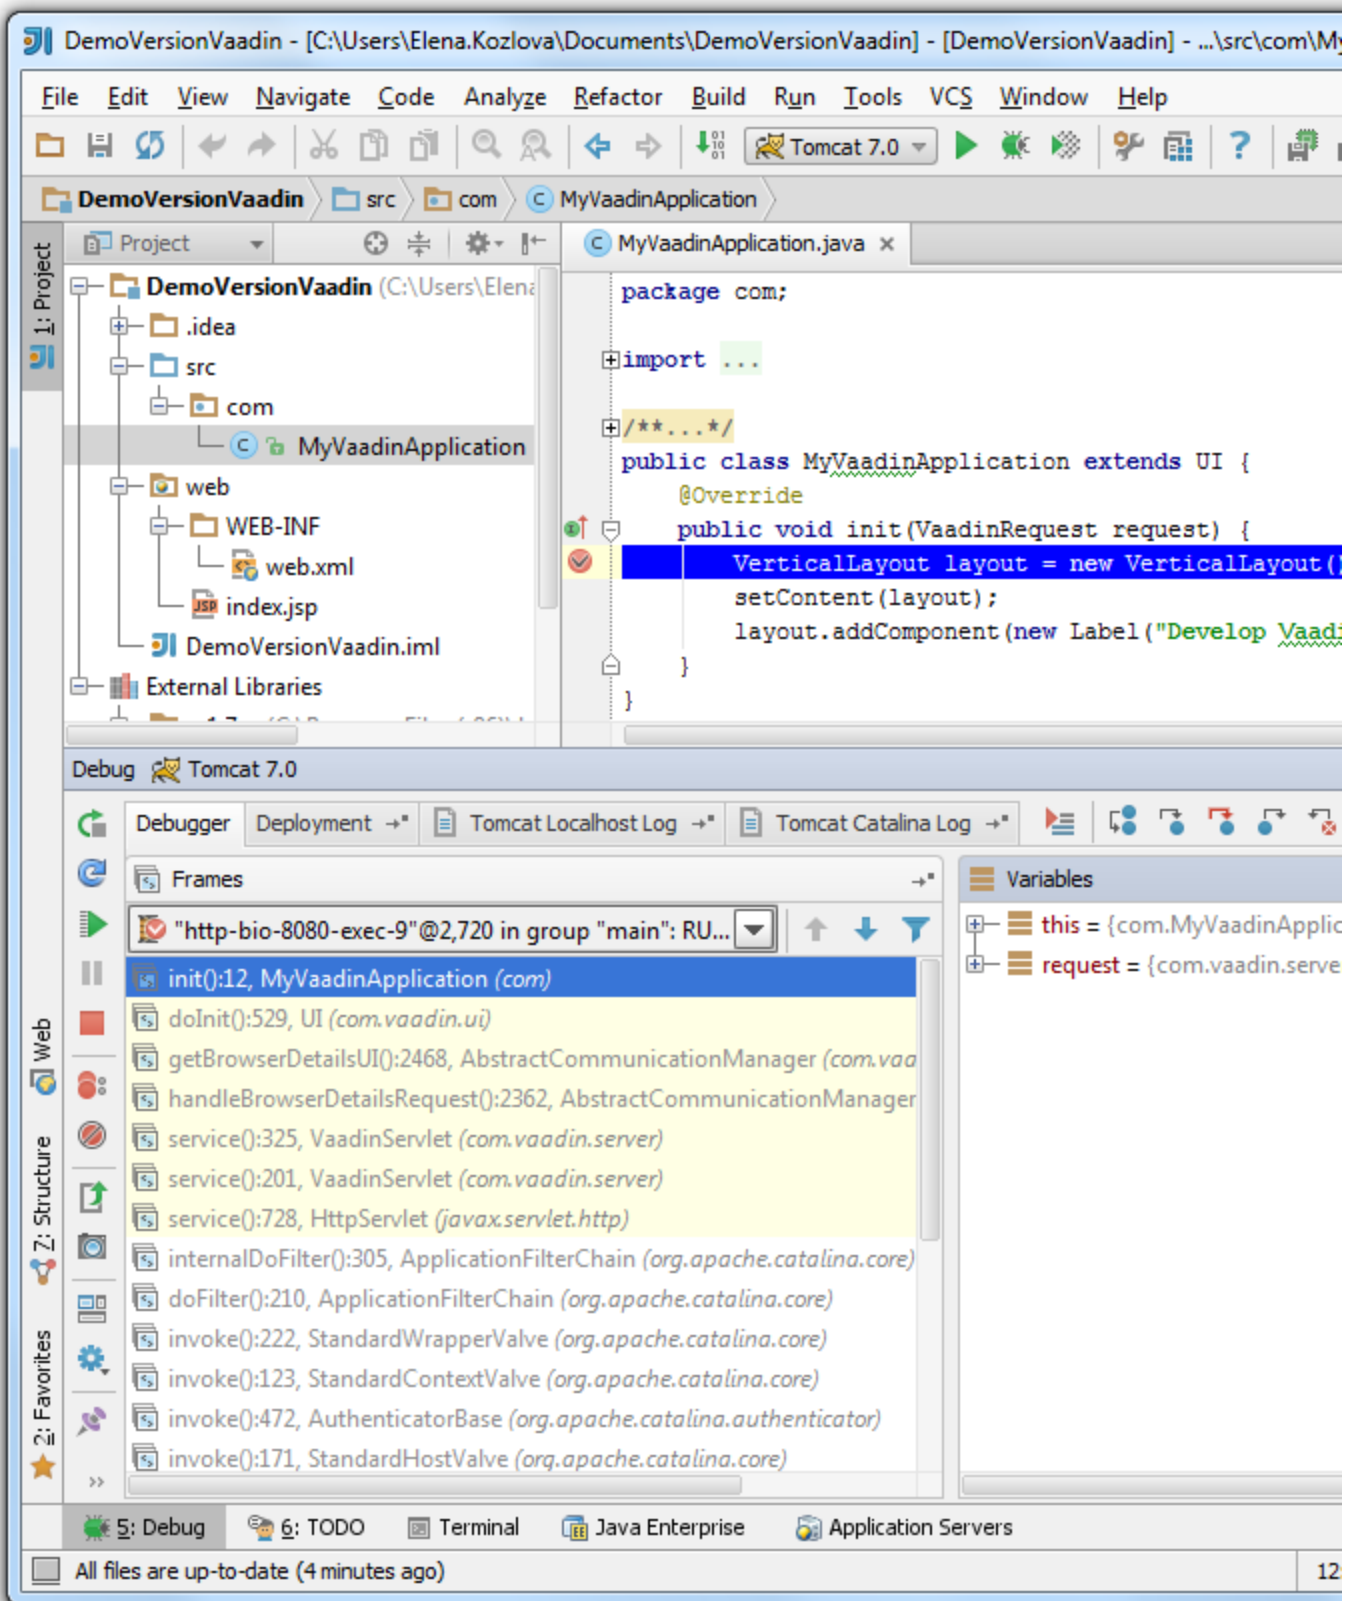 DemoVersionVaadin - [C:\Users\Elena.Kozlova\Documents\DemoVersionVaadin] - [DemoVersionVaadin] - ...\src\com\My
File Edit View Navigate Code Analyze Refactor Build Run Tools VCS Window Help
Tomcat 7.0
DemoVersionVaadin src com MyVaadinApplication
1: Project
Project
DemoVersionVaadin (C:\Users\Elena
.idea
src
com
MyVaadinApplication
web
WEB-INF
web.xml
index.jsp
DemoVersionVaadin.iml
External Libraries
MyVaadinApplication.java
package com;
import ...
/**...*/
public class MyVaadinApplication extends UI {
@Override
public void init(VaadinRequest request) {
VerticalLayout layout = new VerticalLayout()
setContent(layout);
layout.addComponent(new Label("Develop Vaadi
}
}
Debug Tomcat 7.0
Debugger Deployment Tomcat Localhost Log Tomcat Catalina Log
Frames
"http-bio-8080-exec-9"@2,720 in group "main": RU...
init():12, MyVaadinApplication (com)
doInit():529, UI (com.vaadin.ui)
getBrowserDetailsUI():2468, AbstractCommunicationManager (com.vaa
handleBrowserDetailsRequest():2362, AbstractCommunicationManager
service():325, VaadinServlet (com.vaadin.server)
service():201, VaadinServlet (com.vaadin.server)
service():728, HttpServlet (javax.servlet.http)
internalDoFilter():305, ApplicationFilterChain (org.apache.catalina.core)
doFilter():210, ApplicationFilterChain (org.apache.catalina.core)
invoke():222, StandardWrapperValve (org.apache.catalina.core)
invoke():123, StandardContextValve (org.apache.catalina.core)
invoke():472, AuthenticatorBase (org.apache.catalina.authenticator)
invoke():171, StandardHostValve (org.apache.catalina.core)
Variables
this = {com.MyVaadinApplic
request = {com.vaadin.serve
Web
Z: Structure
2: Favorites
5: Debug 6: TODO Terminal Java Enterprise Application Servers
All files are up-to-date (4 minutes ago)
12: